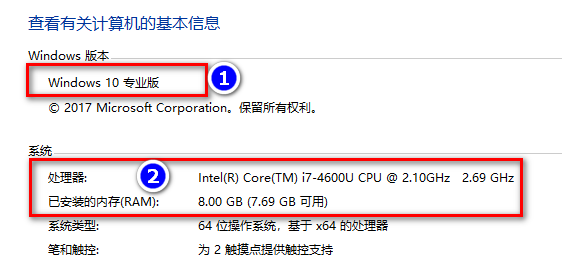 查看有关计算机的基本信息
Windows 版本
Windows 10 专业版
1
© 2017 Microsoft Corporation。保留所有权利。
系统
处理器: 2 Intel(R) Core(TM) i7-4600U CPU @ 2.10GHz 2.69 GHz
已安装的内存(RAM): 8.00 GB (7.69 GB 可用)
系统类型: 64 位操作系统，基于 x64 的处理器
笔和触控: 为 2 触摸点提供触控支持